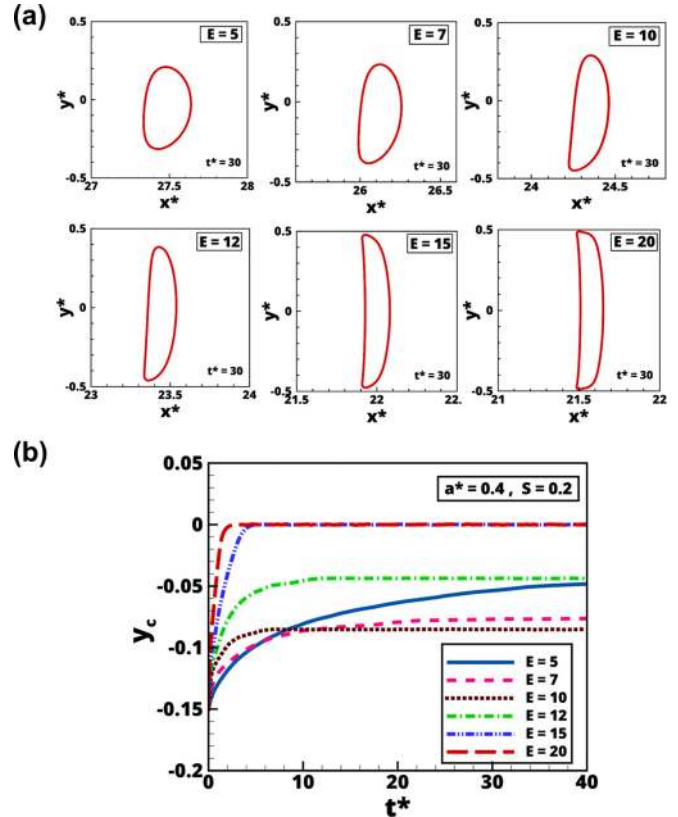 (a)
0.5
E = 5
y*
0
t* = 30
-0.5
27
27.5
28
x*
0.5
E = 7
y*
0
t* = 30
-0.5
26
26.5
x*
0.5
E = 10
y*
0
t* = 30
-0.5
24
24.5
x*
0.5
E = 12
y*
0
t* = 30
-0.5
23
23.5
24
x*
0.5
E = 15
y*
0
t* = 30
-0.5
21.5
22
22.
x*
0.5
E = 20
y*
0
t* = 30
-0.5
21
21.5
22
x*
(b)
0.05
a* = 0.4 , S = 0.2
0
-0.05
yc
-0.1
-0.15
-0.2
E = 5
E = 7
E = 10
E = 12
E = 15
E = 20
0
10
20
30
40
t*